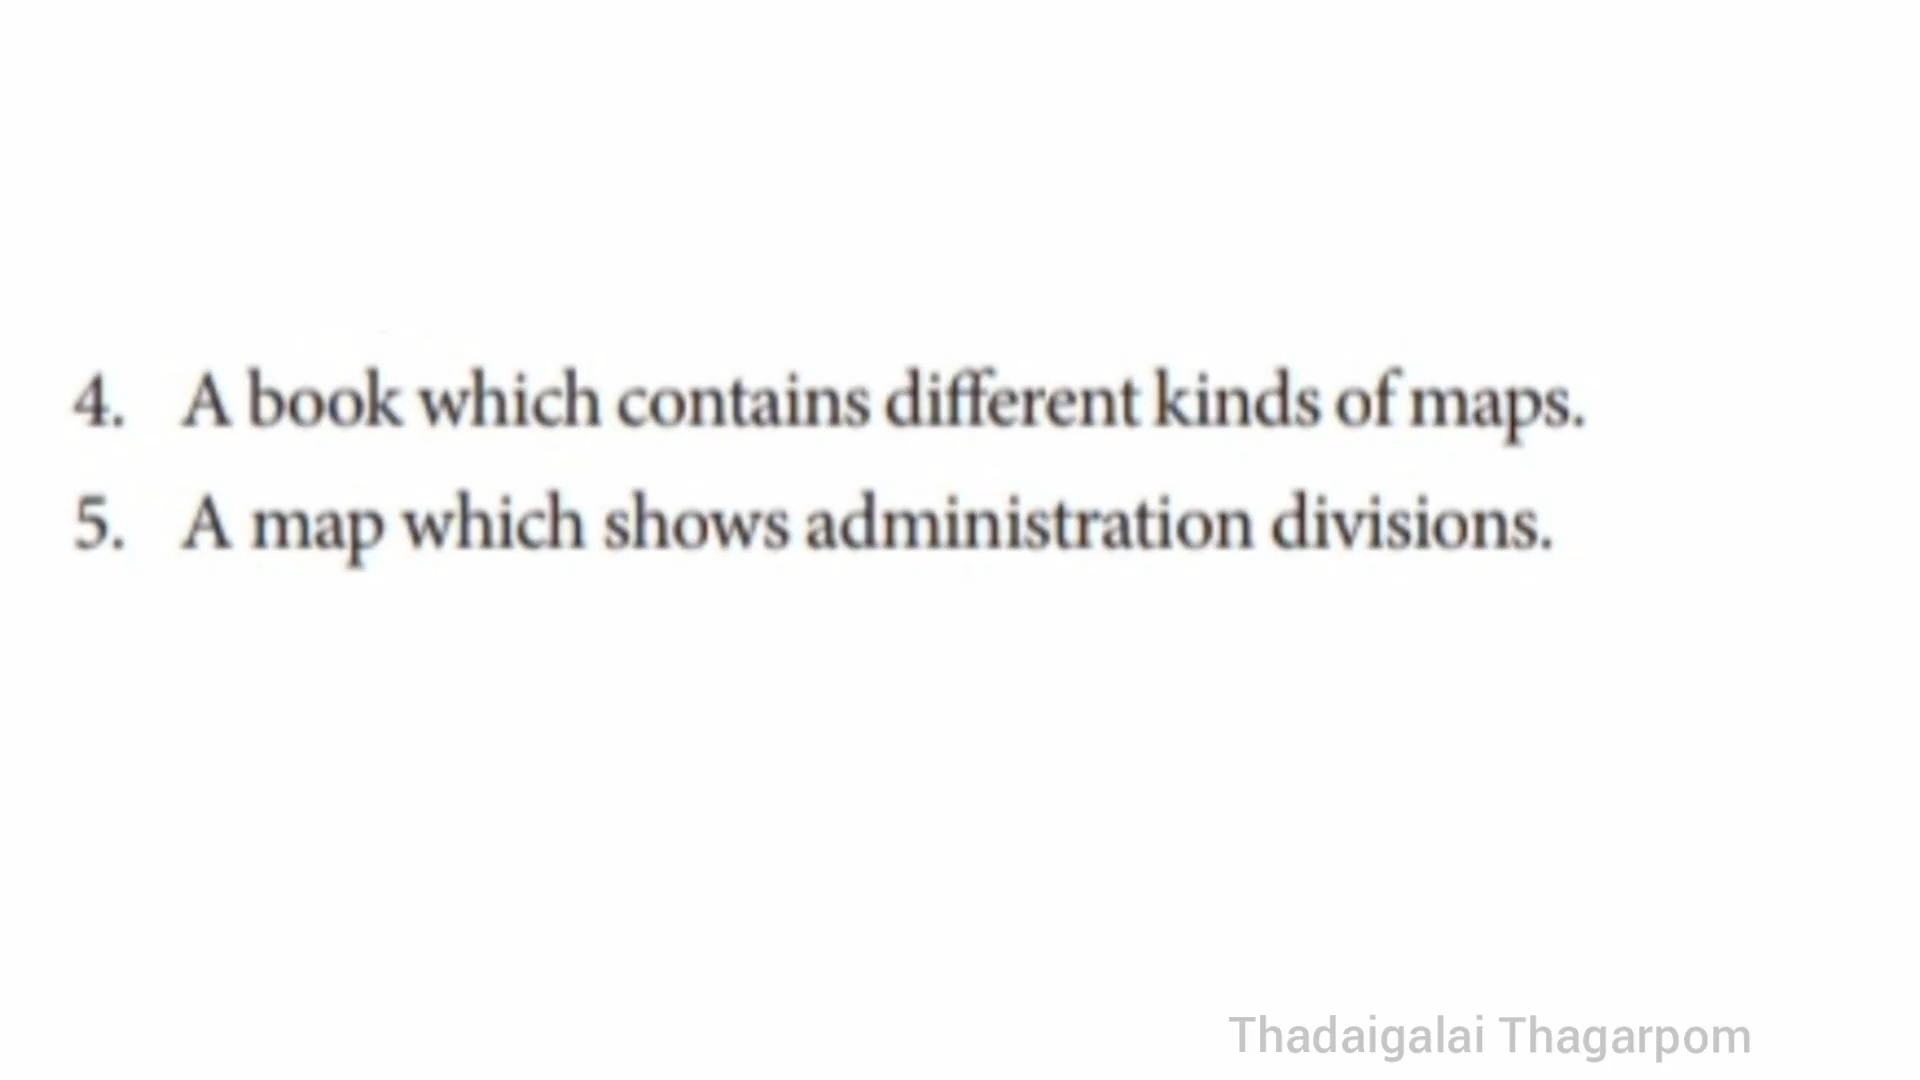 4. A book which contains different kinds of maps.
5. A map which shows administration divisions.
Thadaigalai Thagarpom